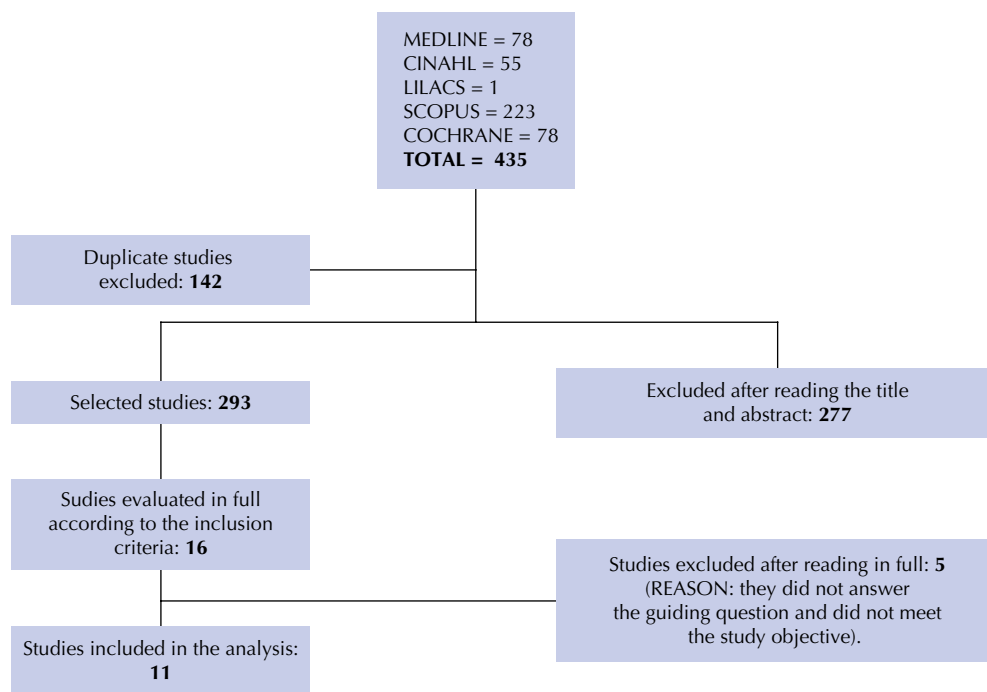 MEDLINE = 78
CINAHL = 55
LILACS = 1
SCOPUS = 223
COCHRANE = 78
TOTAL = 435
Duplicate studies
excluded: 142
Selected studies: 293
Excluded after reading the title
and abstract: 277
Sudies evaluated in full
according to the inclusion
criteria: 16
Studies excluded after reading in full: 5
(REASON: they did not answer
the guiding question and did not meet
the study objective).
Studies included in the analysis:
11